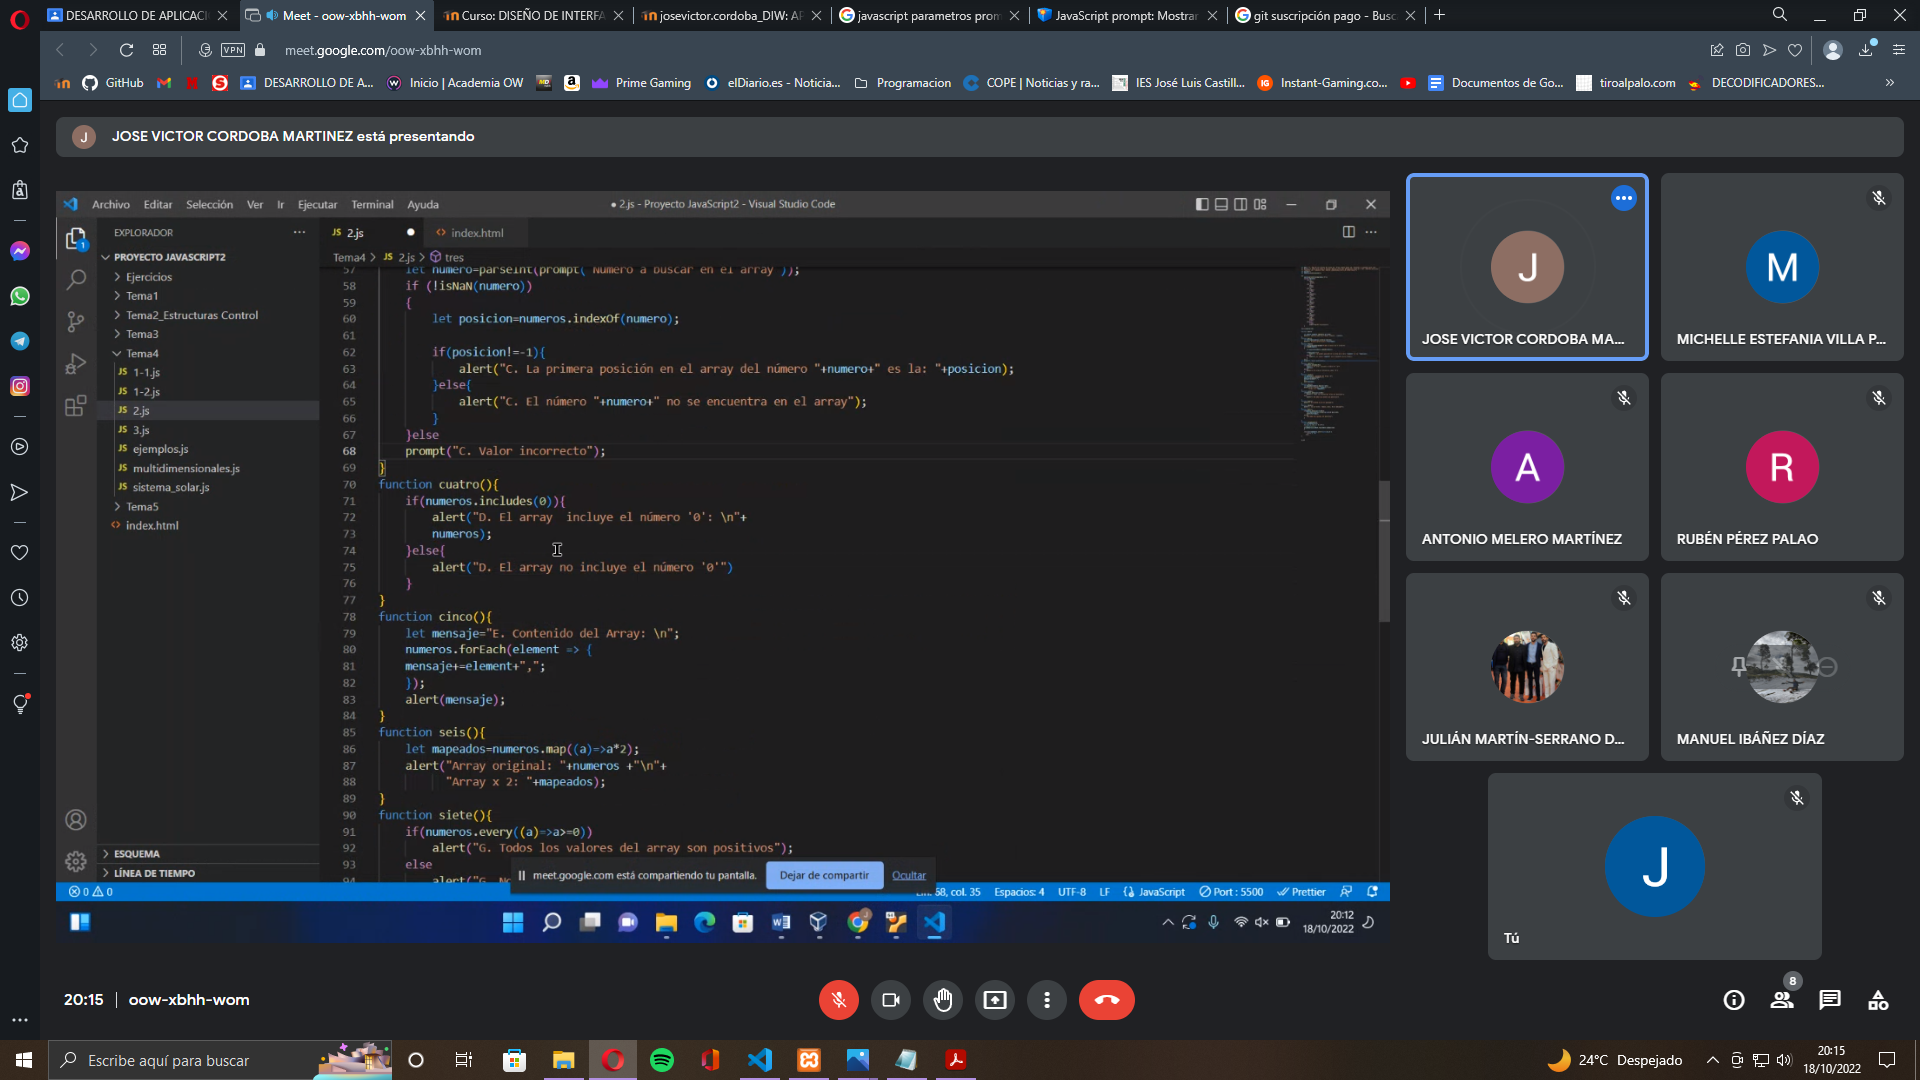 DESARROLLO DE APLICACI
Meet - oow-xbhh-wom
Curso: DISEÑO DE INTERFA
josevictor.cordoba_DIW: AP
javascript parametros prom
JavaScript prompt: Mostrar
git suscripción pago - Busc
VPN
meet.google.com/oow-xbhh-wom
GitHub
DESARROLLO DE A...
Inicio | Academia OW
Prime Gaming
elDiario.es - Noticia...
Programacion
COPE | Noticias y ra...
IES José Luis Castill...
Instant-Gaming.co...
Documentos de Go...
tiroalpalo.com
DECODIFICADORES...
J
JOSE VICTOR CORDOBA MARTINEZ está presentando
Archivo Editar Selección Ver Ir Ejecutar Terminal Ayuda
● 2.js - Proyecto JavaScript2 - Visual Studio Code
EXPLORADOR
JS 2.js
index.html
Tema4 > JS 2.js > tres
PROYECTO JAVASCRIPT2
Ejercicios
Tema1
Tema2_Estructuras Control
Tema3
Tema4
JS 1-1.js
JS 1-2.js
JS 2.js
JS 3.js
JS ejemplos.js
JS multidimensionales.js
JS sistema_solar.js
Tema5
index.html
ESQUEMA
LÍNEA DE TIEMPO
57 let numero=parseInt(prompt("Numero a buscar en el array"));
58 if (!isNaN(numero))
59 {
60 let posicion=numeros.indexOf(numero);
61
62 if(posicion!=-1){
63 alert("C. La primera posición en el array del número "+numero+" es la: "+posicion);
64 }else{
65 alert("C. El número "+numero+" no se encuentra en el array");
66 }
67 }else
68 prompt("C. Valor incorrecto");
69 }
70 function cuatro(){
71 if(numeros.includes(0)){
72 alert("D. El array  incluye el número '0': \n"+
73 numeros);
74 }else{
75 alert("D. El array no incluye el número '0'")
76 }
77 }
78 function cinco(){
79 let mensaje="E. Contenido del Array: \n";
80 numeros.forEach(element => {
81 mensaje+=element+",";
82 });
83 alert(mensaje);
84 }
85 function seis(){
86 let mapeados=numeros.map((a)=>a*2);
87 alert("Array original: "+numeros +"\n"+
88 "Array x 2: "+mapeados);
89 }
90 function siete(){
91 if(numeros.every((a)=>a>=0))
92 alert("G. Todos los valores del array son positivos");
93 else
94 alert("G. No
meet.google.com está compartiendo tu pantalla.
Dejar de compartir
Ocultar
0 0
Ln. 68, col. 35 Espacios: 4 UTF-8 LF JavaScript Port : 5500 Prettier
20:12
18/10/2022
J
JOSE VICTOR CORDOBA MA...
M
MICHELLE ESTEFANIA VILLA P...
A
ANTONIO MELERO MARTÍNEZ
R
RUBÉN PÉREZ PALAO
JULIÁN MARTÍN-SERRANO D...
MANUEL IBÁÑEZ DÍAZ
J
Tú
20:15 | oow-xbhh-wom
8
Escribe aquí para buscar
24°C Despejado
20:15
18/10/2022